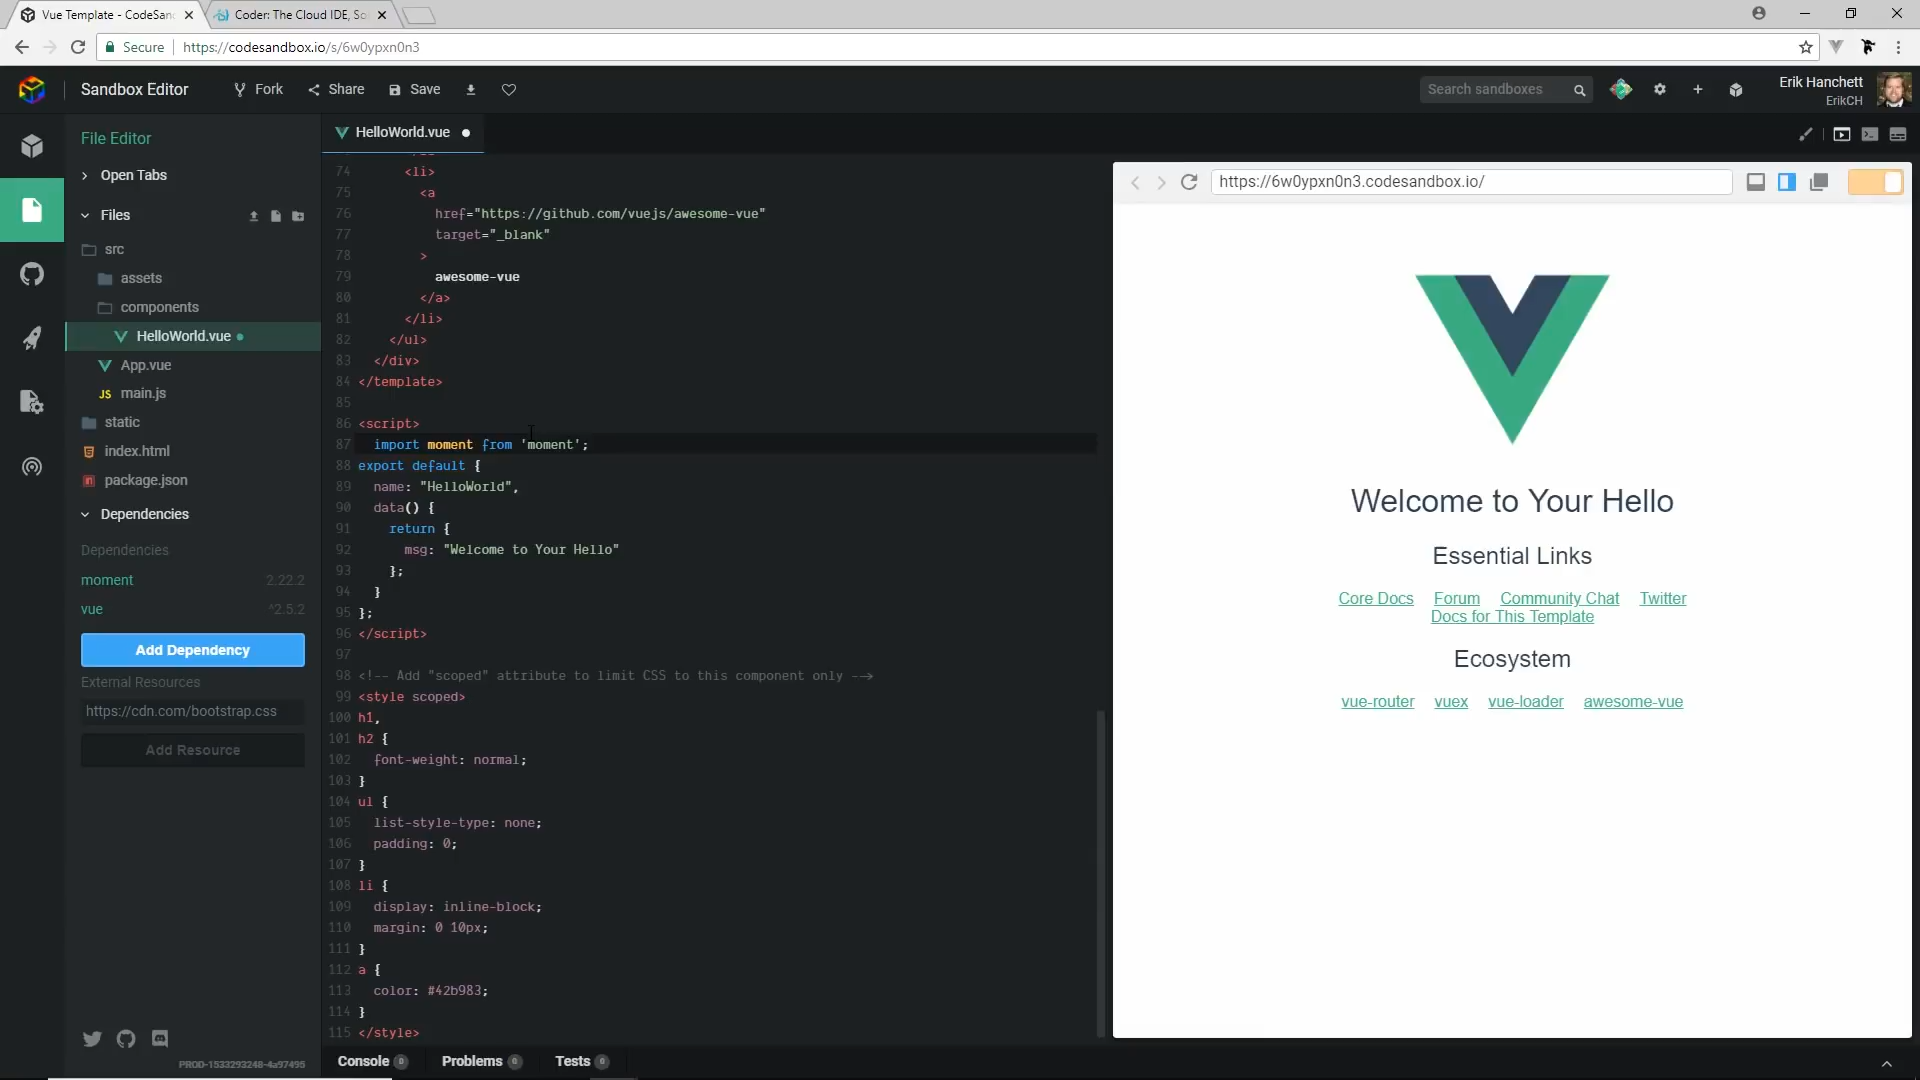 Vue Template - CodeSan
Coder: The Cloud IDE, So
Secure
https://codesandbox.io/s/6w0ypxn0n3
Sandbox Editor
Fork
Share
Save
Search sandboxes
Erik Hanchett
ErikCH
File Editor
Open Tabs
Files
src
assets
components
HelloWorld.vue
App.vue
JS main.js
static
index.html
package.json
Dependencies
Dependencies
moment 2.22.2
vue ^2.5.2
Add Dependency
External Resources
https://cdn.com/bootstrap.css
Add Resource
PROD-1533293248-4a97495
HelloWorld.vue
74 <li>
75 <a
76 href="https://github.com/vuejs/awesome-vue"
77 target="_blank"
78 >
79 awesome-vue
80 </a>
81 </li>
82 </ul>
83 </div>
84 </template>
85
86 <script>
87 import moment from 'moment';
88 export default {
89 name: "HelloWorld",
90 data() {
91 return {
92 msg: "Welcome to Your Hello"
93 };
94 }
95 };
96 </script>
97
98 <!-- Add "scoped" attribute to limit CSS to this component only -->
99 <style scoped>
100 h1,
101 h2 {
102 font-weight: normal;
103 }
104 ul {
105 list-style-type: none;
106 padding: 0;
107 }
108 li {
109 display: inline-block;
110 margin: 0 10px;
111 }
112 a {
113 color: #42b983;
114 }
115 </style>
Console 0
Problems 0
Tests 0
https://6w0ypxn0n3.codesandbox.io/
Welcome to Your Hello
Essential Links
Core Docs Forum Community Chat Twitter
Docs for This Template
Ecosystem
vue-router vuex vue-loader awesome-vue